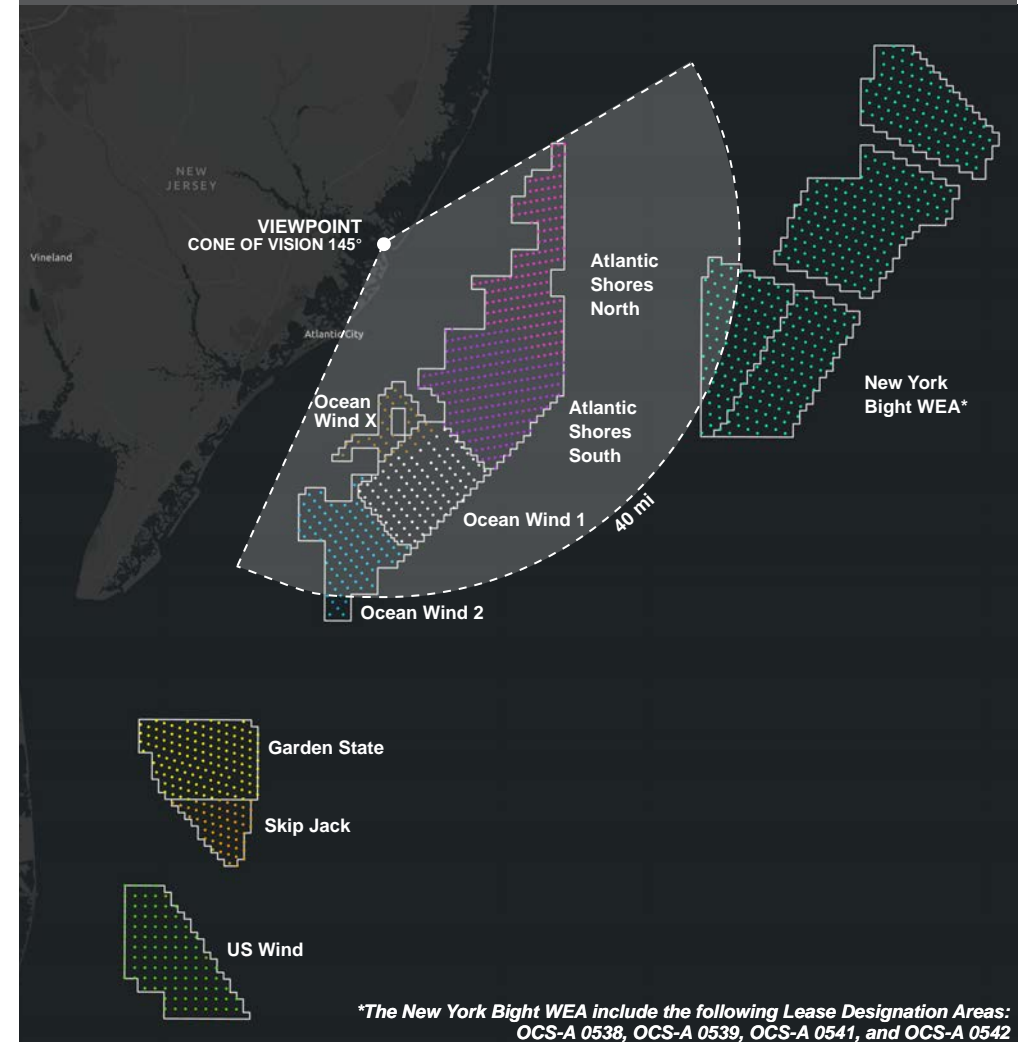 NEW
JERSEY
VIEWPOINT
CONE OF VISION 145°
Vineland
Atlantic City
Atlantic
Shores
North
New York
Bight WEA*
Ocean
Wind X
Atlantic
Shores
South
Ocean Wind 1
40 mi
Ocean Wind 2
Garden State
Skip Jack
US Wind
*The New York Bight WEA include the following Lease Designation Areas:
OCS-A 0538, OCS-A 0539, OCS-A 0541, and OCS-A 0542